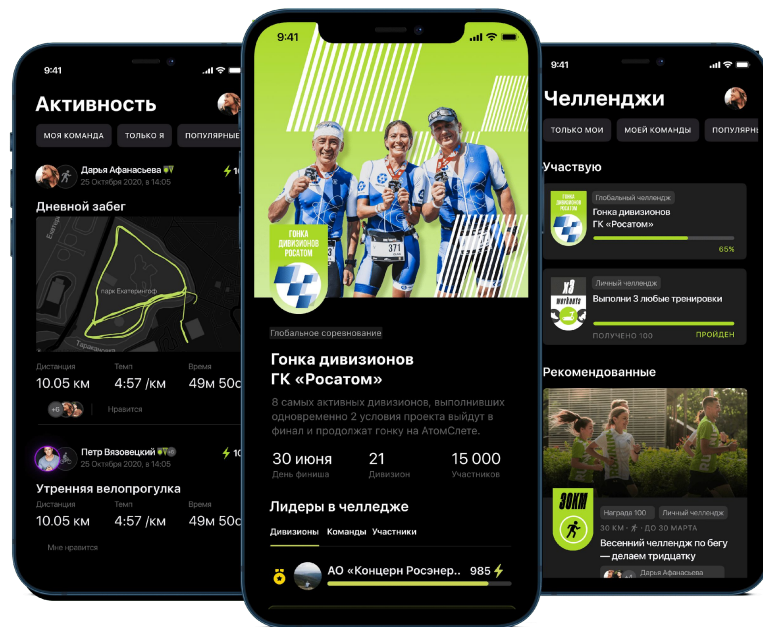 9:41
Активность
МОЯ КОМАНДА
ТОЛЬКО Я
ПОПУЛЯРНЫЕ
Дарья Афанасьева
25 Октября 2020, в 14:05
Дневной забег
парк Екатерингоф
Таракановка
Дистанция Темп Время
10.05 км 4:57 /км 49м 50с
+6 Нравится
Петр Вязовецкий
25 Октября 2020, в 14:05
Утренняя велопрогулка
Дистанция Темп Время
10.05 км 4:57 /км 49м 50с
Мне нравится
9:41
371
ГОНКА
ДИВИЗИОНОВ
РОСАТОМ
Глобальное соревнование
Гонка дивизионов
ГК «Росатом»
8 самых активных дивизионов, выполнивших
одновременно 2 условия проекта выйдут в
финал и продолжат гонку на АтомСлете.
30 июня 21 15 000
День финиша Дивизион Участников
Лидеры в челледже
Дивизионы Команды Участники
АО «Концерн Росэнер.. 985
9:41
Челленджи
ТОЛЬКО МОИ
МОЕЙ КОМАНДЫ
ПОПУЛЯРНЫ
Участвую
ГОНКА
ДИВИЗИОНОВ
РОСАТОМ
Глобальный челлендж
Гонка дивизионов
ГК «Росатом»
65%
x3
workouts
Личный челлендж
Выполни 3 любые тренировки
ПОЛУЧЕНО 100 ПРОЙДЕН
Рекомендованные
30КМ
Награда 100 Личный челлендж
30 КМ · ДО 30 МАРТА
Весенний челлендж по бегу
— делаем тридцатку
Дарья Афанасьева